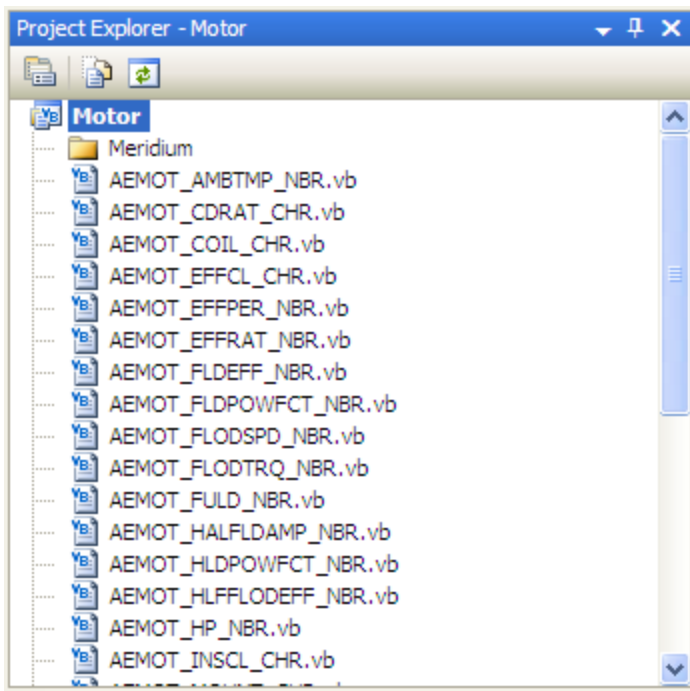 Project Explorer - Motor
Motor
Meridium
AEMOT_AMBTMP_NBR.vb
AEMOT_CDRAT_CHR.vb
AEMOT_COIL_CHR.vb
AEMOT_EFFCL_CHR.vb
AEMOT_EFFPER_NBR.vb
AEMOT_EFFRAT_NBR.vb
AEMOT_FLDEFF_NBR.vb
AEMOT_FLDPOWFCT_NBR.vb
AEMOT_FLODSPD_NBR.vb
AEMOT_FLODTRQ_NBR.vb
AEMOT_FULD_NBR.vb
AEMOT_HALFLDAMP_NBR.vb
AEMOT_HLDPOWFCT_NBR.vb
AEMOT_HLFFLODEFF_NBR.vb
AEMOT_HP_NBR.vb
AEMOT_INSCL_CHR.vb